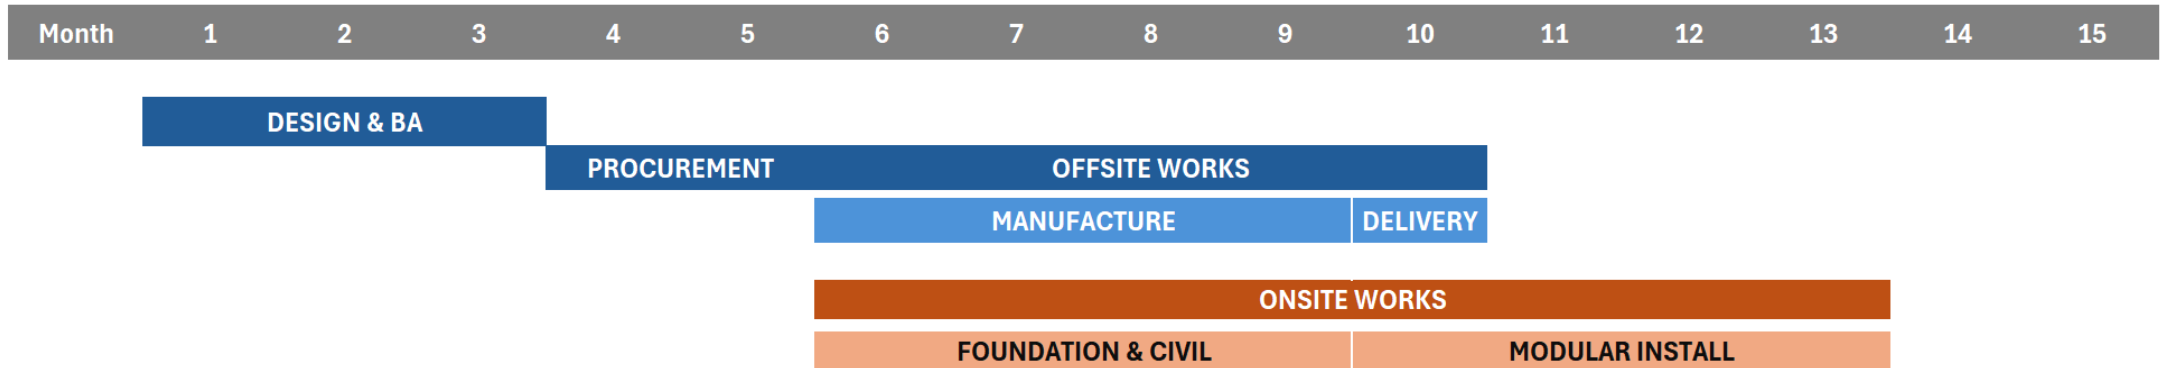 Month 1 2 3 4 5 6 7 8 9 10 11 12 13 14 15
DESIGN & BA
PROCUREMENT OFFSITE WORKS
MANUFACTURE DELIVERY
ONSITE WORKS
FOUNDATION & CIVIL MODULAR INSTALL